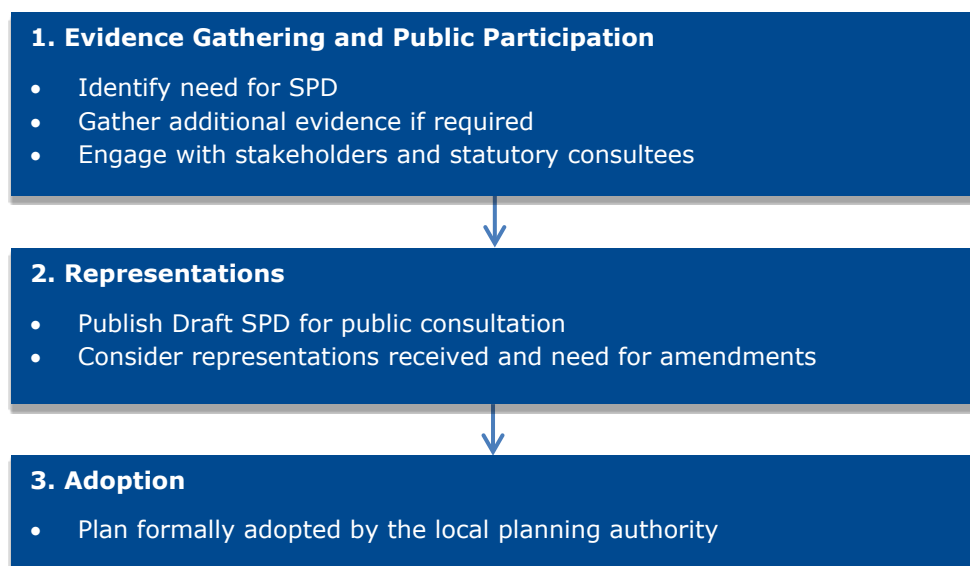 1. Evidence Gathering and Public Participation
• Identify need for SPD
• Gather additional evidence if required
• Engage with stakeholders and statutory consultees
2. Representations
• Publish Draft SPD for public consultation
• Consider representations received and need for amendments
3. Adoption
• Plan formally adopted by the local planning authority